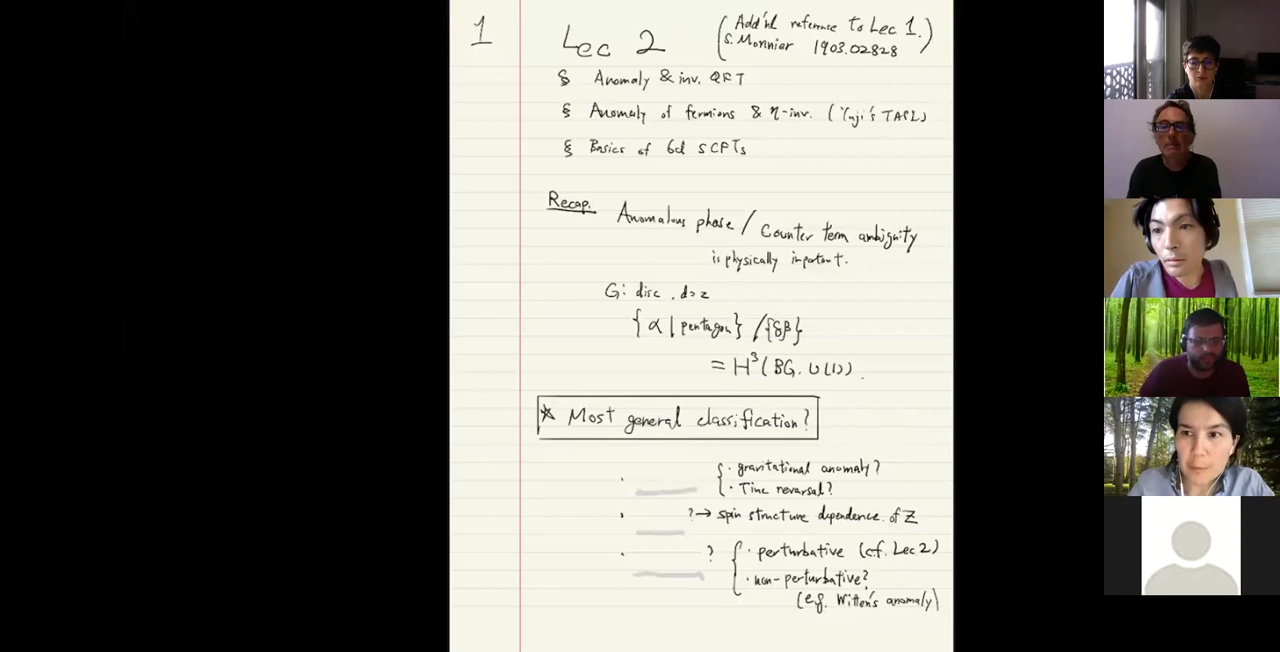 1
Lec 2
(Add'nl reference to Lec 1.
S. Monnier 1903.02828)
§ Anomaly & inv. QFT
§ Anomaly of fermions & η-inv. (Yuji's TASI)
§ Basics of 6d SCFTs
Recap. Anomalous phase / Counter term ambiguity
is physically important.
G: disc, d=2
{α | pentagon} / {δβ}
= H³(BG, U(1)).
* Most general classification?
{ · gravitational anomaly?
· Time reversal?
· ? → spin structure dependence of Z
· ? { · perturbative (cf. Lec 2)
· non-perturbative?
(e.g. Witten's anomaly)